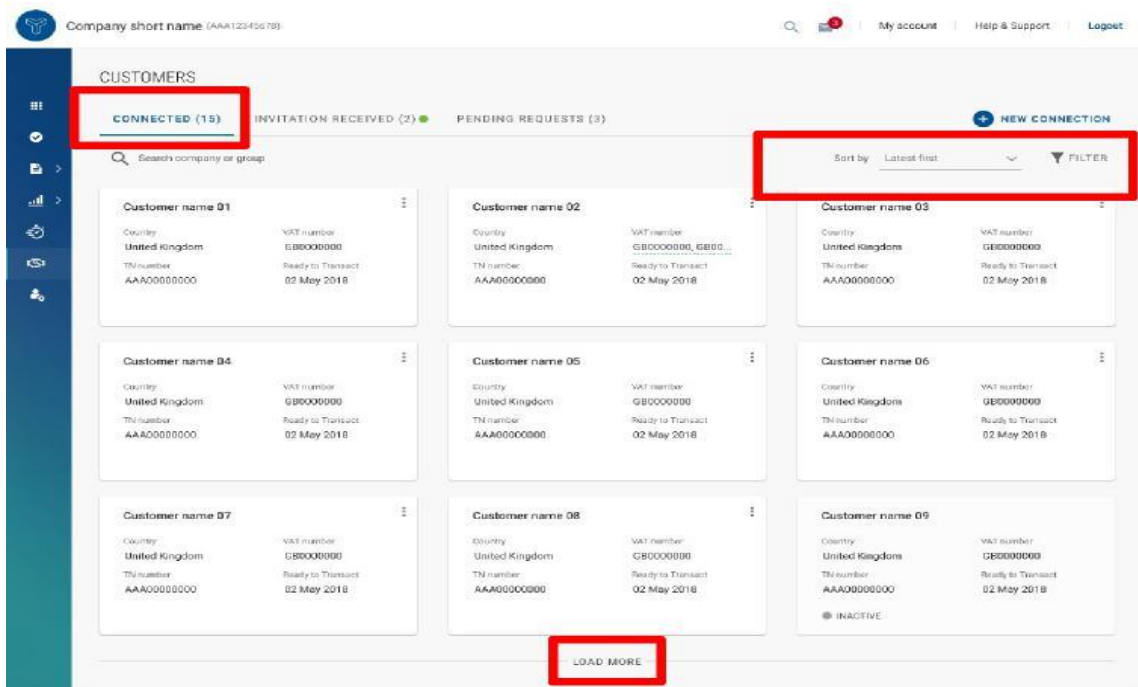 Company short name (AAA12345678)
3
My account
Help & Support
Logout
CUSTOMERS
CONNECTED (15)
INVITATION RECEIVED (2)
PENDING REQUESTS (3)
NEW CONNECTION
Search company or group
Sort by
Latest first
FILTER
Customer name 01
Country
VAT number
United Kingdom
GB0000000
TN number
Ready to Transact
AAA00000000
02 May 2018
Customer name 02
Country
VAT number
United Kingdom
GB0000000, GB00...
TN number
Ready to Transact
AAA00000000
02 May 2018
Customer name 03
Country
VAT number
United Kingdom
GB0000000
TN number
Ready to Transact
AAA00000000
02 May 2018
Customer name 04
Country
VAT number
United Kingdom
GB0000000
TN number
Ready to Transact
AAA00000000
02 May 2018
Customer name 05
Country
VAT number
United Kingdom
GB0000000
TN number
Ready to Transact
AAA00000000
02 May 2018
Customer name 06
Country
VAT number
United Kingdom
GB0000000
TN number
Ready to Transact
AAA00000000
02 May 2018
Customer name 07
Country
VAT number
United Kingdom
GB0000000
TN number
Ready to Transact
AAA00000000
02 May 2018
Customer name 08
Country
VAT number
United Kingdom
GB0000000
TN number
Ready to Transact
AAA00000000
02 May 2018
Customer name 09
Country
VAT number
United Kingdom
GB0000000
TN number
Ready to Transact
AAA00000000
02 May 2018
INACTIVE
LOAD MORE